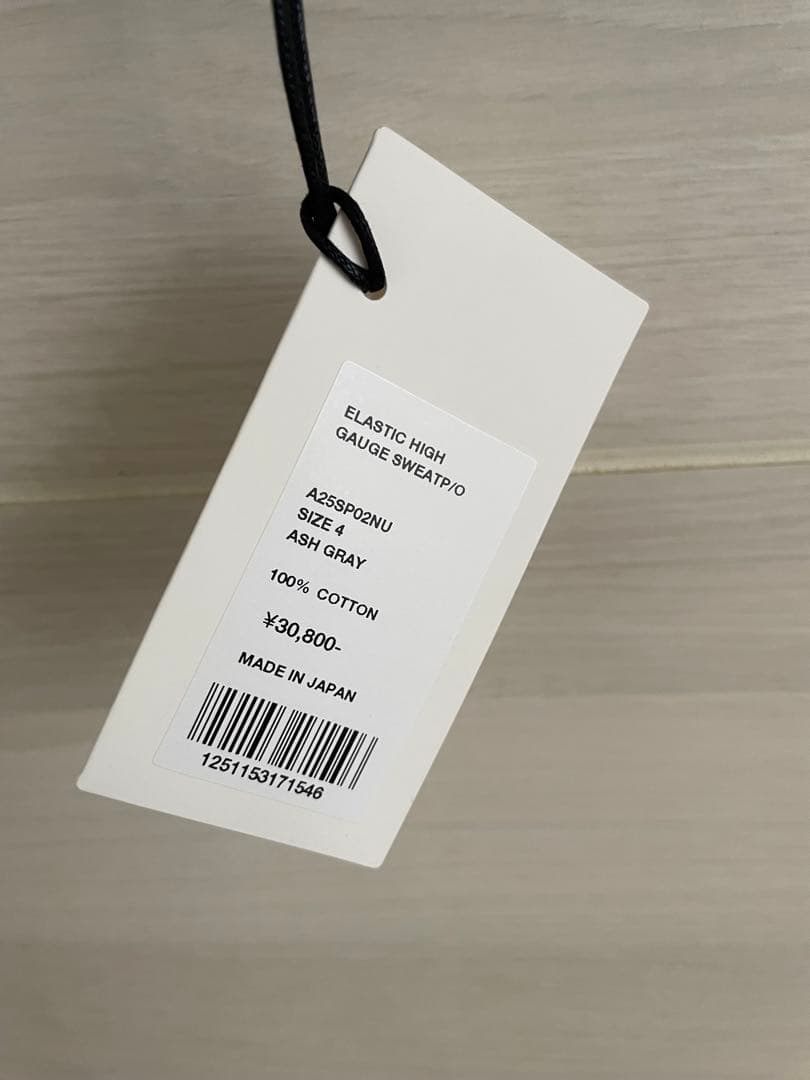 ELASTIC HIGH
GAUGE SWEATP/O
A25SP02NU
SIZE 4
ASH GRAY
100% COTTON
¥30,800-
MADE IN JAPAN
1251153171546